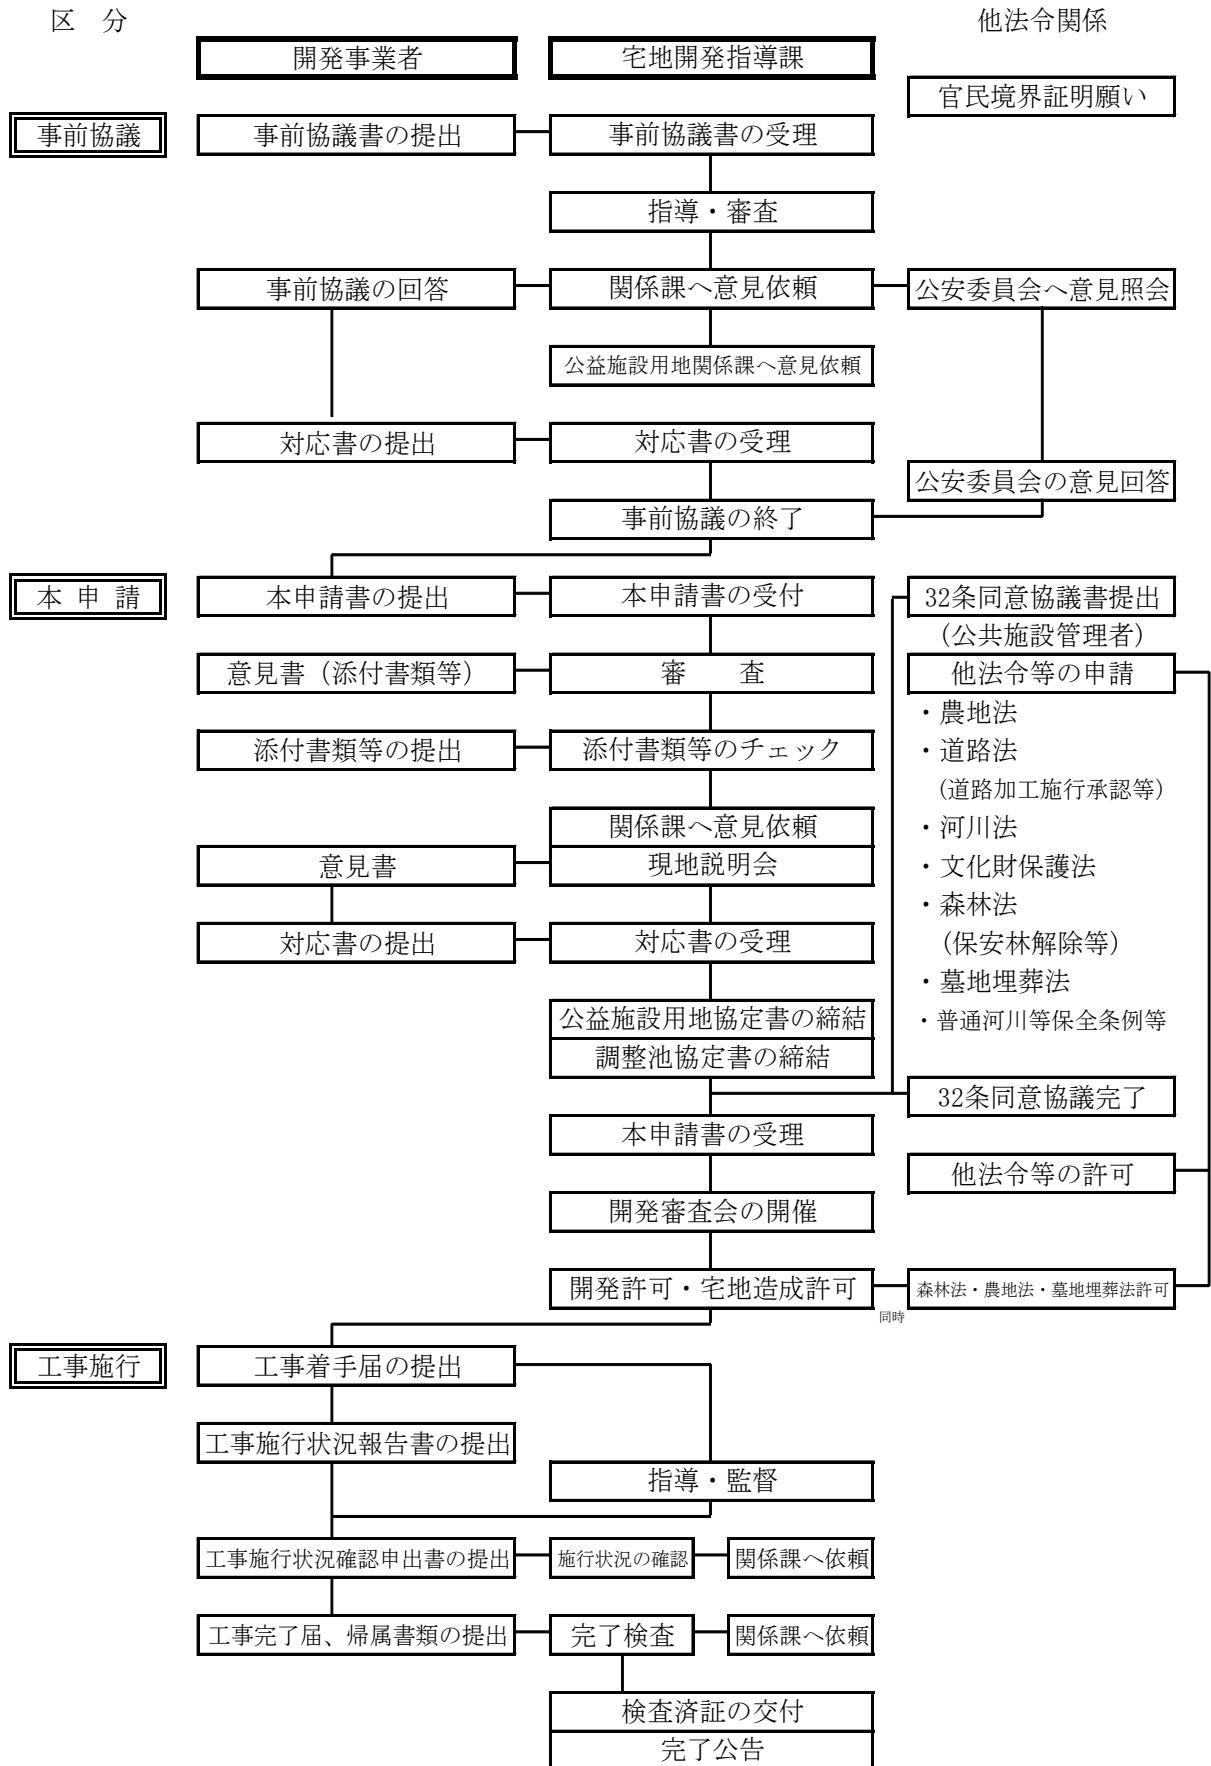 区　分
他法令関係
開発事業者
宅地開発指導課
官民境界証明願い
事前協議
事前協議書の提出
事前協議書の受理
指導・審査
事前協議の回答
関係課へ意見依頼
公安委員会へ意見照会
公益施設用地関係課へ意見依頼
対応書の提出
対応書の受理
公安委員会の意見回答
事前協議の終了
本 申 請
本申請書の提出
本申請書の受付
32条同意協議書提出
（公共施設管理者）
意見書（添付書類等）
審　　査
他法令等の申請
・農地法
添付書類等の提出
添付書類等のチェック
・道路法
（道路加工施行承認等）
関係課へ意見依頼
・河川法
意見書
現地説明会
・文化財保護法
・森林法
対応書の提出
対応書の受理
（保安林解除等）
・墓地埋葬法
公益施設用地協定書の締結
・普通河川等保全条例等
調整池協定書の締結
32条同意協議完了
本申請書の受理
他法令等の許可
開発審査会の開催
開発許可・宅地造成許可
森林法・農地法・墓地埋葬法許可
同時
工事施行
工事着手届の提出
工事施行状況報告書の提出
指導・監督
工事施行状況確認申出書の提出
施行状況の確認
関係課へ依頼
工事完了届、帰属書類の提出
完了検査
関係課へ依頼
検査済証の交付
完了公告